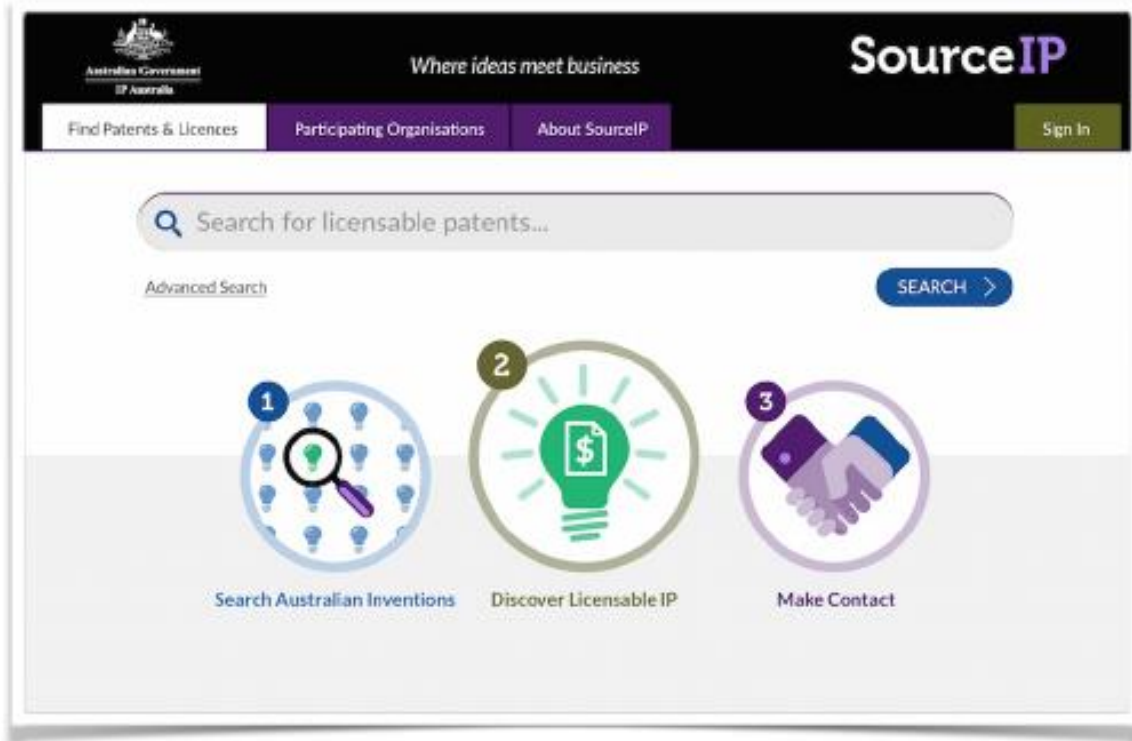 Australian Government
IP Australia
Where ideas meet business
SourceIP
Find Patents & Licences
Participating Organisations
About SourceIP
Sign In
Search for licensable patents...
Advanced Search
SEARCH
1
2
3
$
Search Australian Inventions
Discover Licensable IP
Make Contact